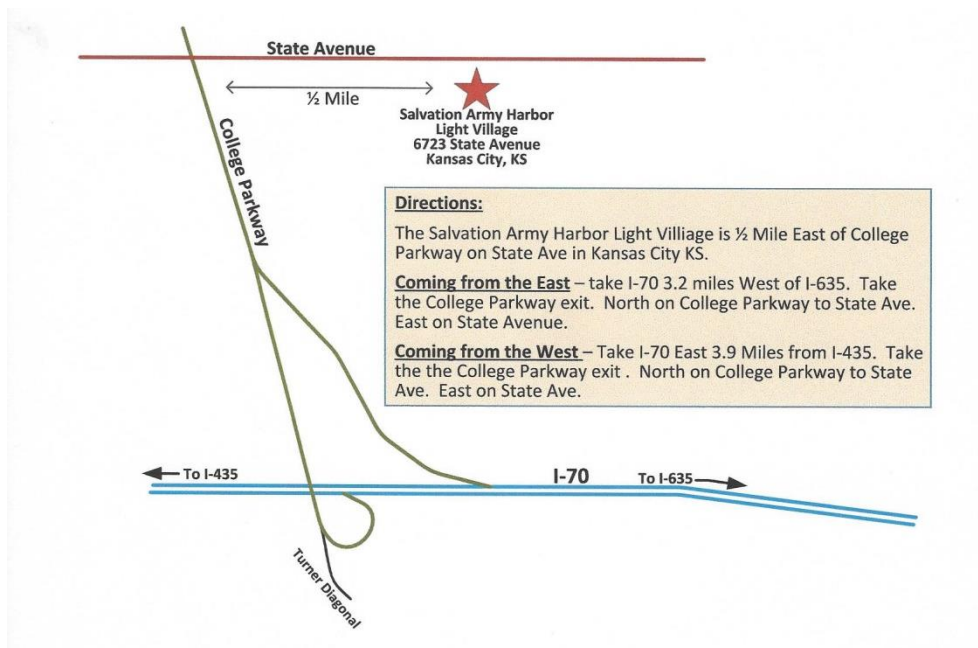 State Avenue
½ Mile
Salvation Army Harbor
Light Village
6723 State Avenue
Kansas City, KS
College Parkway
Directions:
The Salvation Army Harbor Light Villiage is ½ Mile East of College
Parkway on State Ave in Kansas City KS.
Coming from the East – take I-70 3.2 miles West of I-635. Take
the College Parkway exit. North on College Parkway to State Ave.
East on State Avenue.
Coming from the West – Take I-70 East 3.9 Miles from I-435. Take
the the College Parkway exit . North on College Parkway to State
Ave. East on State Ave.
To I-435
I-70
To I-635
Turner Diagonal